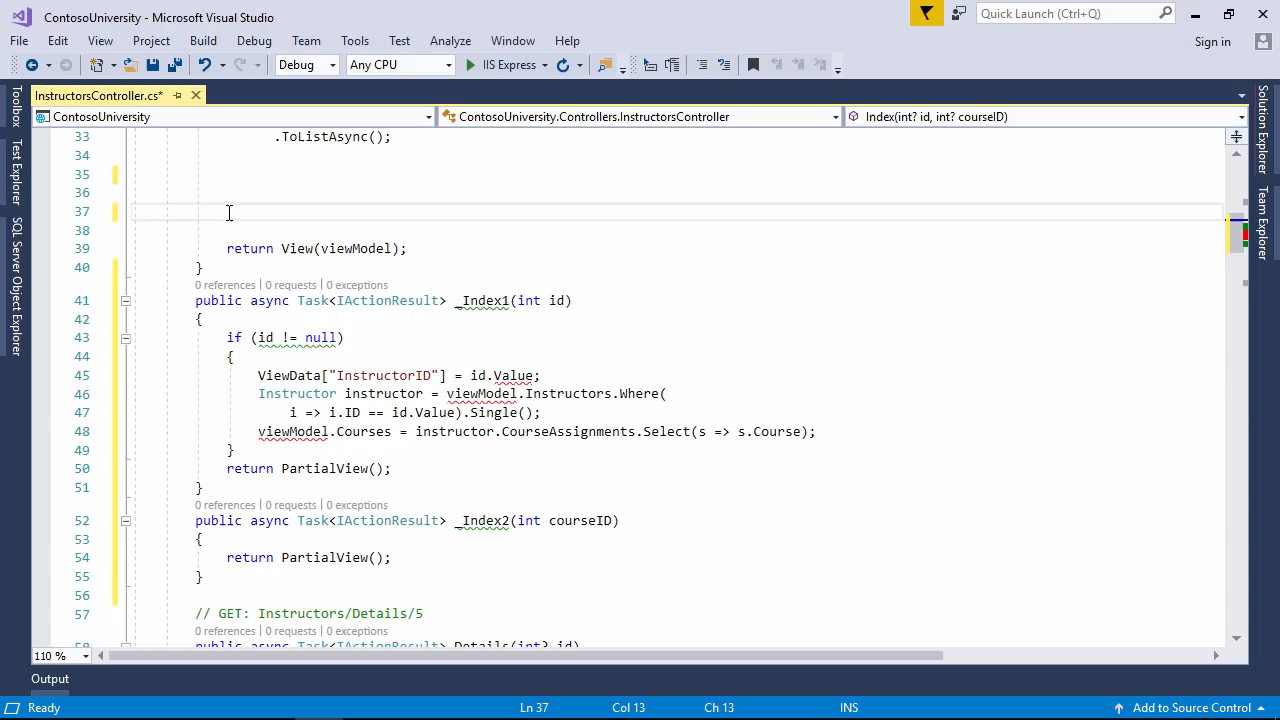 ContosoUniversity - Microsoft Visual Studio
Quick Launch (Ctrl+Q)
File Edit View Project Build Debug Team Tools Test Analyze Window Help
Sign in
Debug Any CPU IIS Express
InstructorsController.cs*
ContosoUniversity ContosoUniversity.Controllers.InstructorsController Index(int? id, int? courseID)
Toolbox
Test Explorer
SQL Server Object Explorer
Solution Explorer
Team Explorer
33 .ToListAsync();
34
35
36
37
38
39 return View(viewModel);
40 }
0 references | 0 requests | 0 exceptions
41 public async Task<IActionResult> _Index1(int id)
42 {
43 if (id != null)
44 {
45 ViewData["InstructorID"] = id.Value;
46 Instructor instructor = viewModel.Instructors.Where(
47 i => i.ID == id.Value).Single();
48 viewModel.Courses = instructor.CourseAssignments.Select(s => s.Course);
49 }
50 return PartialView();
51 }
0 references | 0 requests | 0 exceptions
52 public async Task<IActionResult> _Index2(int courseID)
53 {
54 return PartialView();
55 }
56
57 // GET: Instructors/Details/5
0 references | 0 requests | 0 exceptions
58 public async Task<IActionResult> Details(int? id)
110 %
Output
Ready Ln 37 Col 13 Ch 13 INS Add to Source Control